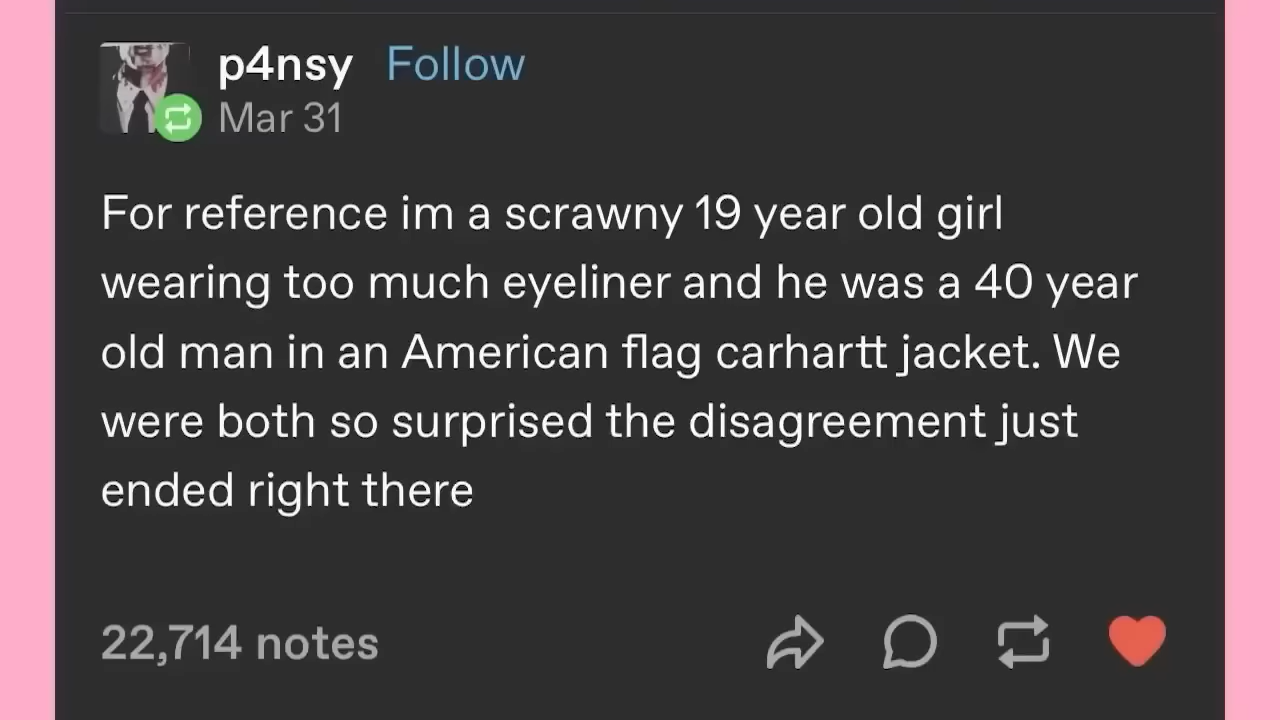 p4nsy Follow
Mar 31
For reference im a scrawny 19 year old girl
wearing too much eyeliner and he was a 40 year
old man in an American flag carhartt jacket. We
were both so surprised the disagreement just
ended right there
22,714 notes